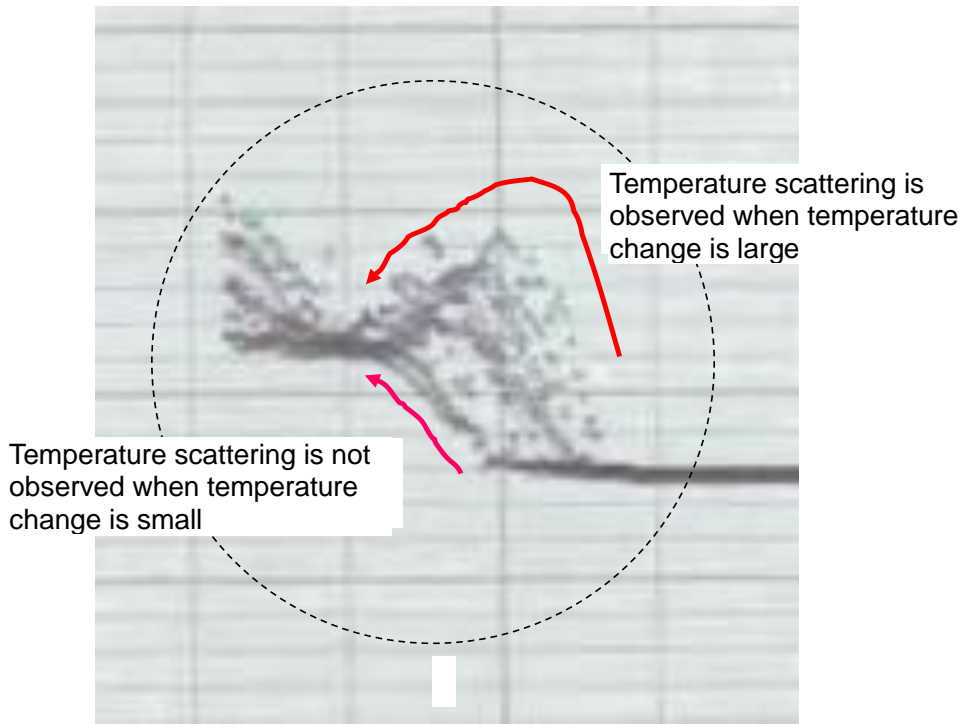 Temperature scattering is
observed when temperature
change is large
Temperature scattering is not
observed when temperature
change is small